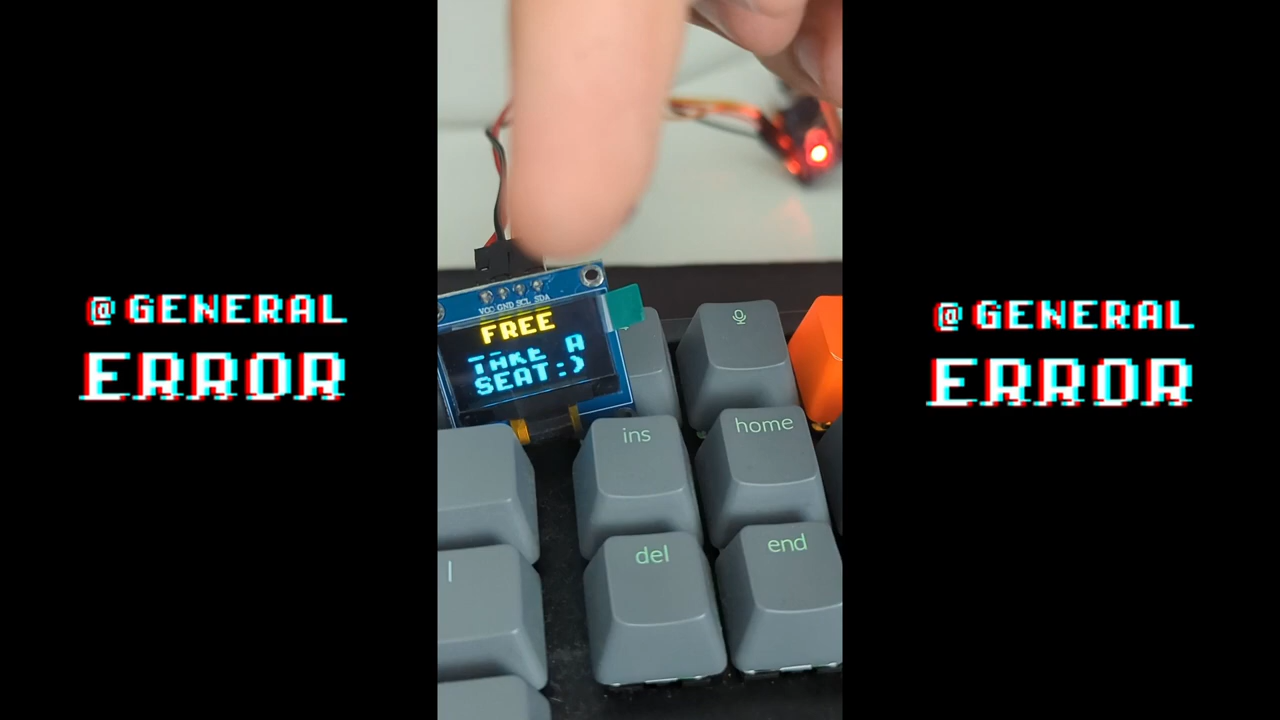 @GENERAL
ERROR
VCC GND SCL SDA
FREE
TAKE A
SEAT:)
ins
home
del
end
@GENERAL
ERROR